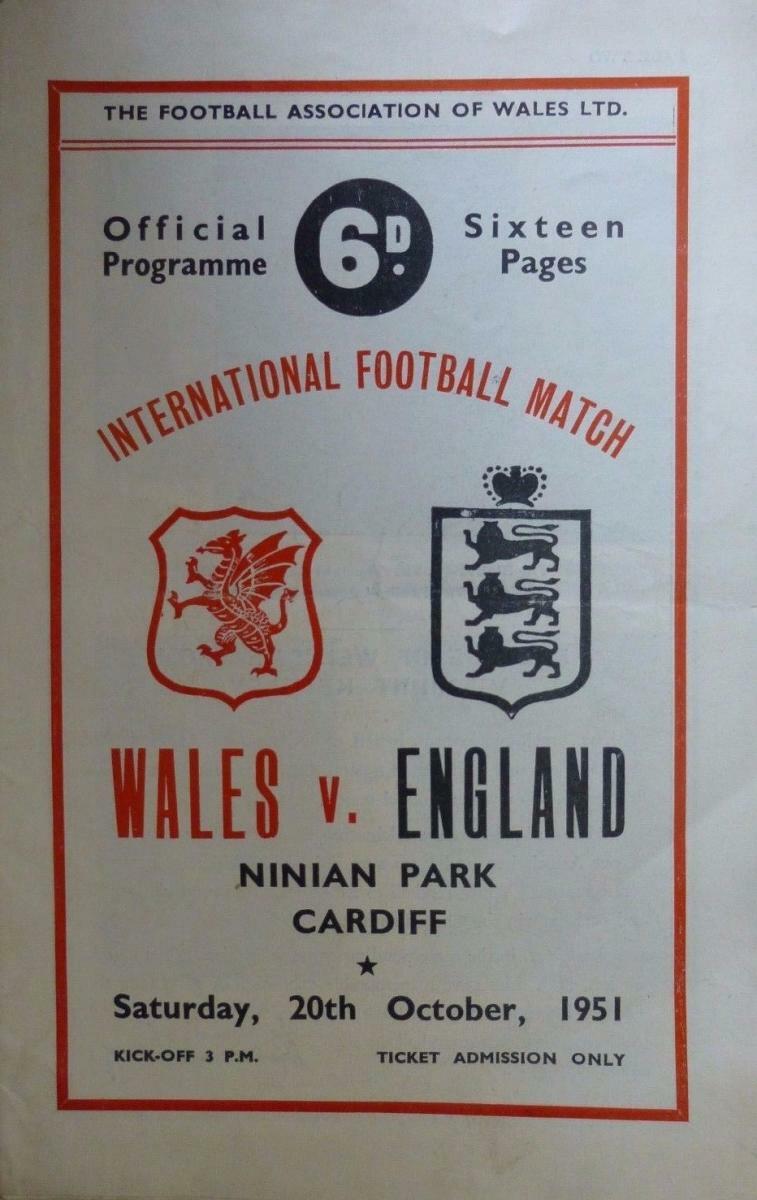 THE FOOTBALL ASSOCIATION OF WALES LTD.
Official Programme
6D.
Sixteen Pages
INTERNATIONAL FOOTBALL MATCH
WALES v. ENGLAND
NINIAN PARK
CARDIFF
Saturday, 20th October, 1951
KICK-OFF 3 P.M. TICKET ADMISSION ONLY